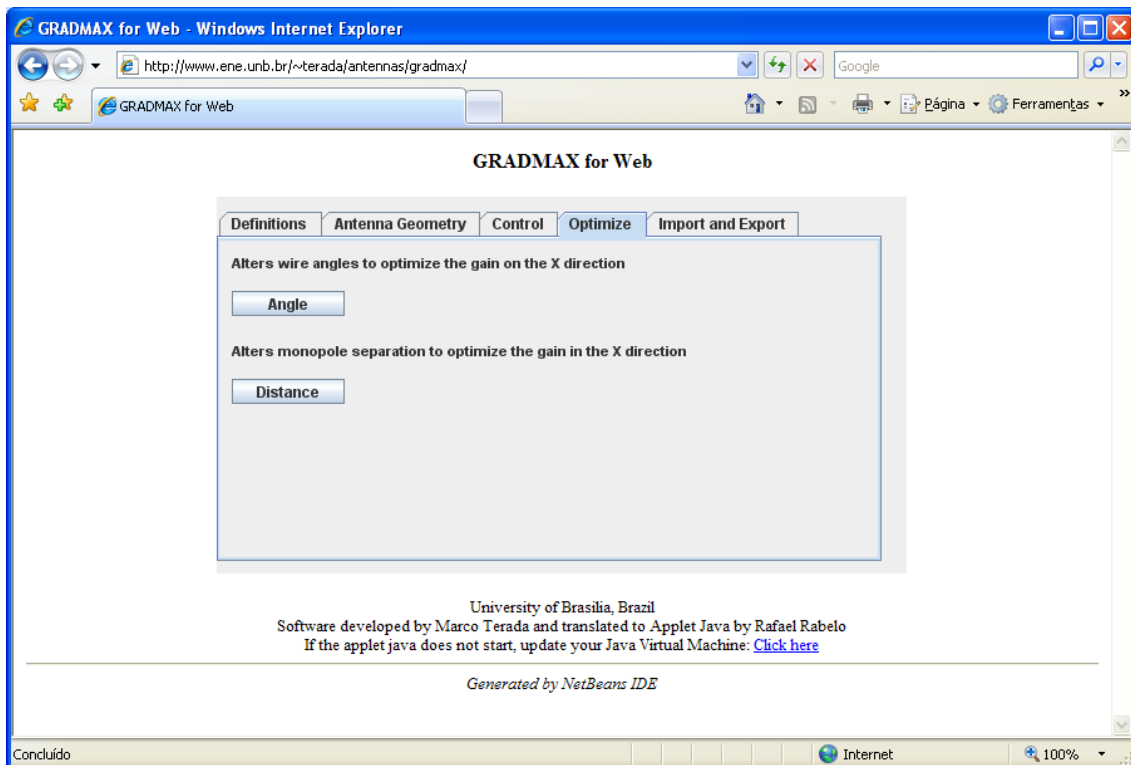 GRADMAX for Web - Windows Internet Explorer
http://www.ene.unb.br/~terada/antennas/gradmax/
Google
GRADMAX for Web
Página
Ferramentas
»
GRADMAX for Web
Definitions Antenna Geometry Control Optimize Import and Export
Alters wire angles to optimize the gain on the X direction
Angle
Alters monopole separation to optimize the gain in the X direction
Distance
University of Brasilia, Brazil
Software developed by Marco Terada and translated to Applet Java by Rafael Rabelo
If the applet java does not start, update your Java Virtual Machine: Click here
Generated by NetBeans IDE
Concluído Internet 100%